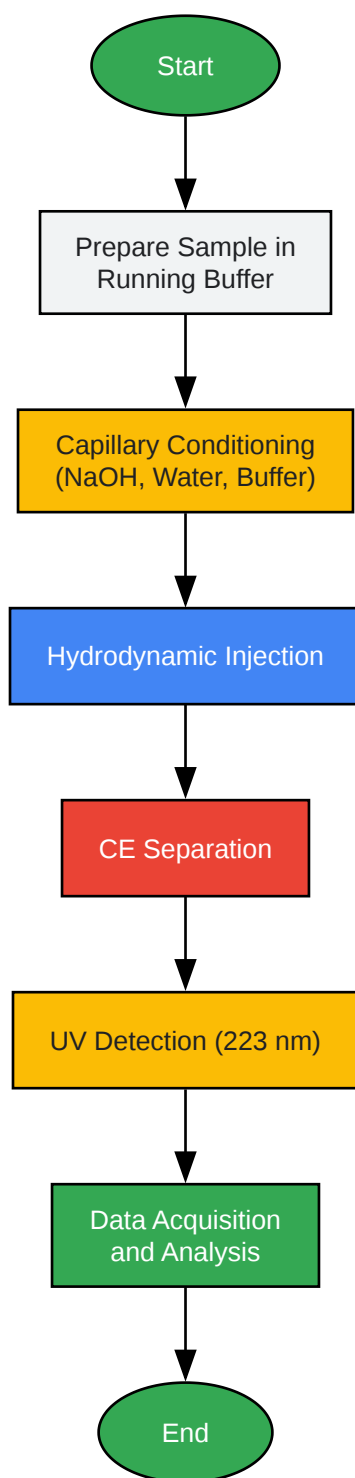 Start
Prepare Sample in
Running Buffer
Capillary Conditioning
(NaOH, Water, Buffer)
Hydrodynamic Injection
CE Separation
UV Detection (223 nm)
Data Acquisition
and Analysis
End